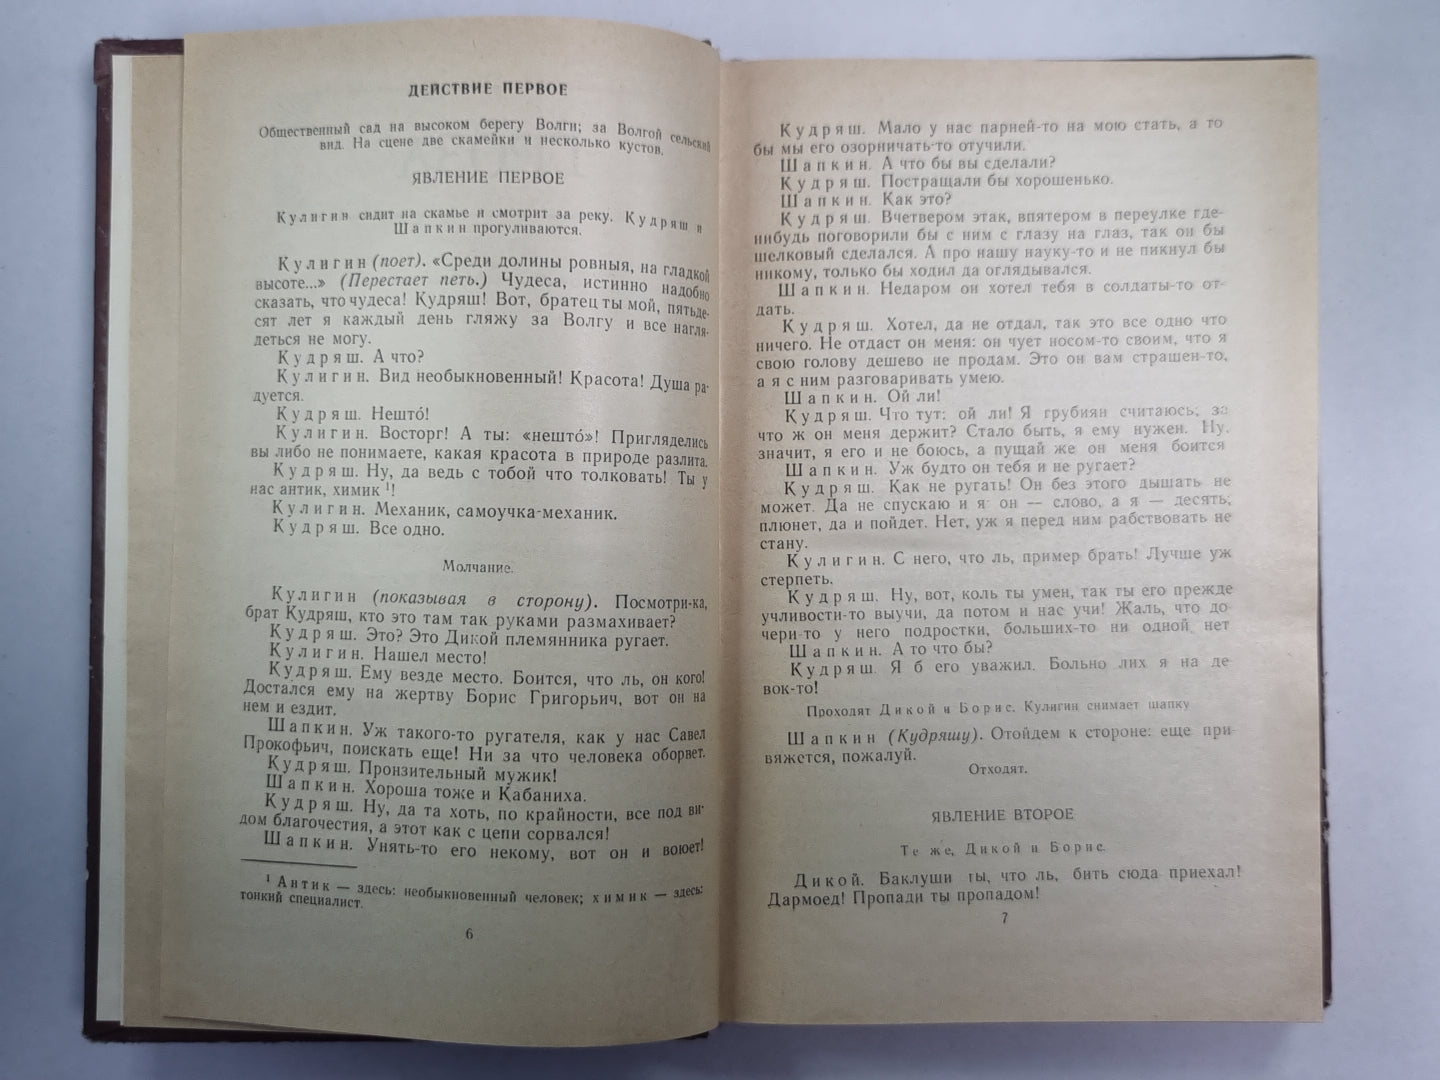 ДЕЙСТВИЕ ПЕРВОЕ
Общественный сад на высоком берегу Волги; за Волгой сельский
вид. На сцене две скамейки и несколько кустов.
ЯВЛЕНИЕ ПЕРВОЕ
Кулигин сидит на скамье и смотрит за реку. Кудряш и
Шапкин прогуливаются.
Кулигин (поет). «Среди долины ровныя, на гладкой
высоте...» (Перестает петь.) Чудеса, истинно надобно
сказать, что чудеса! Кудряш! Вот, братец ты мой, пятьде-
сят лет я каждый день гляжу за Волгу и все нагля-
деться не могу.
Кудряш. А что?
Кулигин. Вид необыкновенный! Красота! Душа ра-
дуется.
Кудряш. Нешто́!
Кулигин. Восторг! А ты: «нешто́»! Пригляделись
вы либо не понимаете, какая красота в природе разлита.
Кудряш. Ну, да ведь с тобой что толковать! Ты у
нас антик, химик ¹!
Кулигин. Механик, самоучка-механик.
Кудряш. Все одно.
Молчание.
Кулигин (показывая в сторону). Посмотри-ка,
брат Кудряш, кто это там так руками размахивает?
Кудряш. Это? Это Дикой племянника ругает.
Кулигин. Нашел место!
Кудряш. Ему везде место. Боится, что ль, он кого!
Достался ему на жертву Борис Григорьич, вот он на
нем и ездит.
Шапкин. Уж такого-то ругателя, как у нас Савел
Прокофьич, поискать еще! Ни за что человека оборвет.
Кудряш. Пронзительный мужик!
Шапкин. Хороша тоже и Кабаниха.
Кудряш. Ну, да та хоть, по крайности, все под ви-
дом благочестия, а этот как с цепи сорвался!
Шапкин. Унять-то его некому, вот он и воюет!
¹ Антик — здесь: необыкновенный человек; химик — здесь:
тонкий специалист.
6
Кудряш. Мало у нас парней-то на мою стать, а то
бы мы его озорничать-то отучили.
Шапкин. А что бы вы сделали?
Кудряш. Постращали бы хорошенько.
Шапкин. Как это?
Кудряш. Вчетвером этак, впятером в переулке где-
нибудь поговорили бы с ним с глазу на глаз, так он бы
шелковый сделался. А про нашу науку-то и не пикнул бы
никому, только бы ходил да оглядывался.
Шапкин. Недаром он хотел тебя в солдаты-то от-
дать.
Кудряш. Хотел, да не отдал, так это все одно что
ничего. Не отдаст он меня: он чует носом-то своим, что я
свою голову дешево не продам. Это он вам страшен-то,
а я с ним разговаривать умею.
Шапкин. Ой ли!
Кудряш. Что тут: ой ли! Я грубиян считаюсь; за
что ж он меня держит? Стало быть, я ему нужен. Ну,
значит, я его и не боюсь, а пущай же он меня боится
Шапкин. Уж будто он тебя и не ругает?
Кудряш. Как не ругать! Он без этого дышать не
может. Да не спускаю и я: он — слово, а я — десять;
плюнет, да и пойдет. Нет, уж я перед ним рабствовать не
стану.
Кулигин. С него, что ль, пример брать! Лучше уж
стерпеть.
Кудряш. Ну, вот, коль ты умен, так ты его прежде
учливости-то выучи, да потом и нас учи! Жаль, что до-
чери-то у него подростки, больших-то ни одной нет
Шапкин. А то что бы?
Кудряш. Я б его уважил. Больно лих я на де-
вок-то!
Проходят Дикой и Борис. Кулигин снимает шапку
Шапкин (Кудряшу). Отойдем к стороне: еще при-
вяжется, пожалуй.
Отходят.
ЯВЛЕНИЕ ВТОРОЕ
Те же, Дикой и Борис.
Дикой. Баклуши ты, что ль, бить сюда приехал!
Дармоед! Пропади ты пропадом!
7